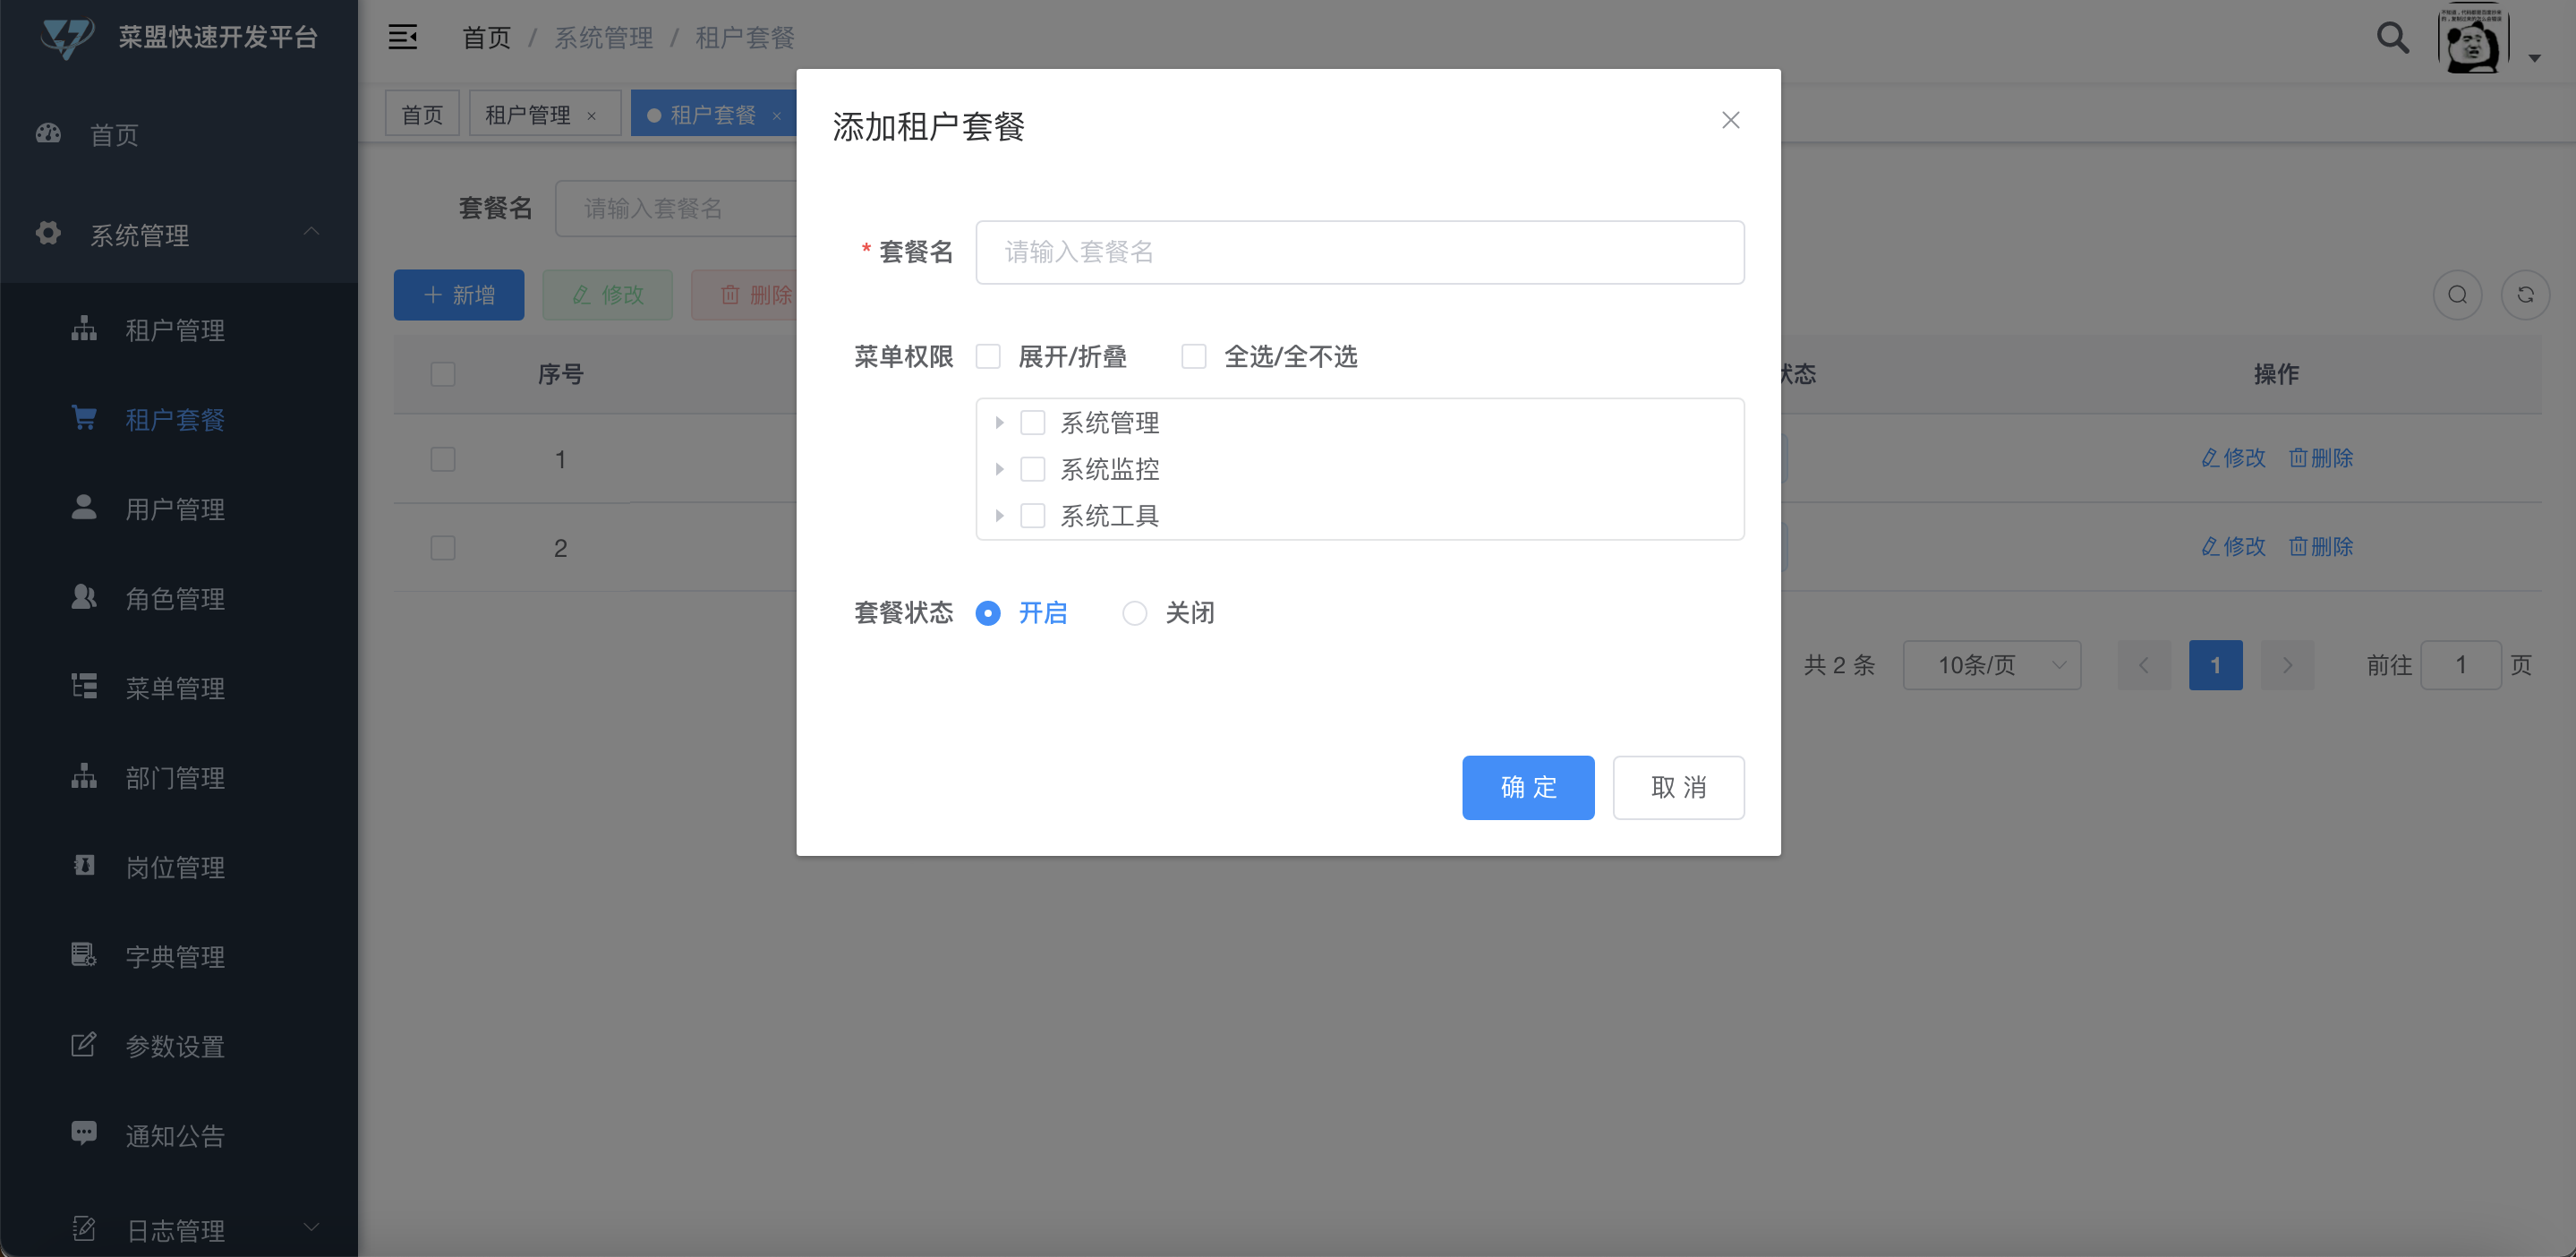 菜盟快速开发平台
首页 / 系统管理 / 租户套餐
首页
租户管理 ×
租户套餐 ×
首页
系统管理
租户管理
租户套餐
用户管理
角色管理
菜单管理
部门管理
岗位管理
字典管理
参数设置
通知公告
日志管理
套餐名 请输入套餐名
+ 新增 修改 删除
序号 状态 操作
1 修改 删除
2 修改 删除
共 2 条 10条/页 1 前往 1 页
添加租户套餐
* 套餐名 请输入套餐名
菜单权限 展开/折叠 全选/全不选
系统管理
系统监控
系统工具
套餐状态 开启 关闭
确 定 取 消